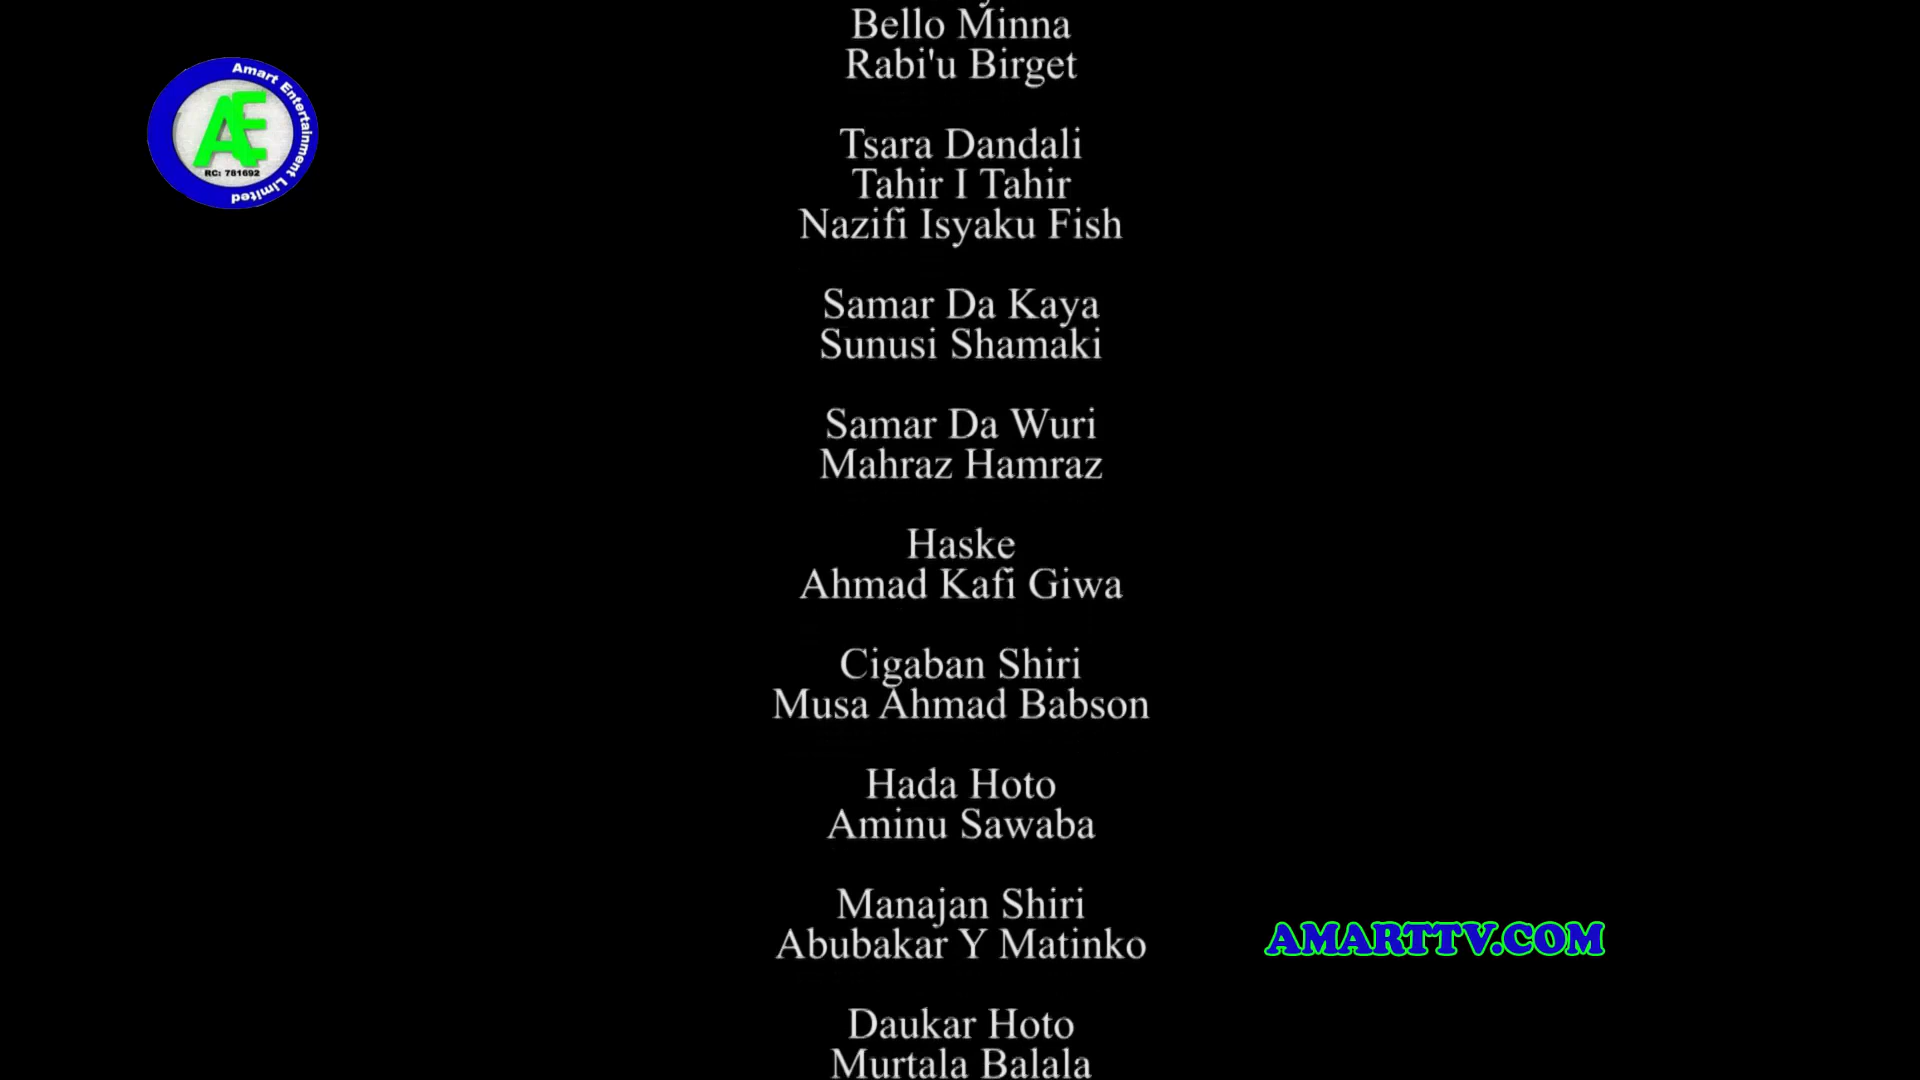 Bello Minna
Rabi'u Birget
Amart Entertainment Limited
AE
RC: 781692
Tsara Dandali
Tahir I Tahir
Nazifi Isyaku Fish
Samar Da Kaya
Sunusi Shamaki
Samar Da Wuri
Mahraz Hamraz
Haske
Ahmad Kafi Giwa
Cigaban Shiri
Musa Ahmad Babson
Hada Hoto
Aminu Sawaba
Manajan Shiri
Abubakar Y Matinko
AMARTTV.COM
Daukar Hoto
Murtala Balala